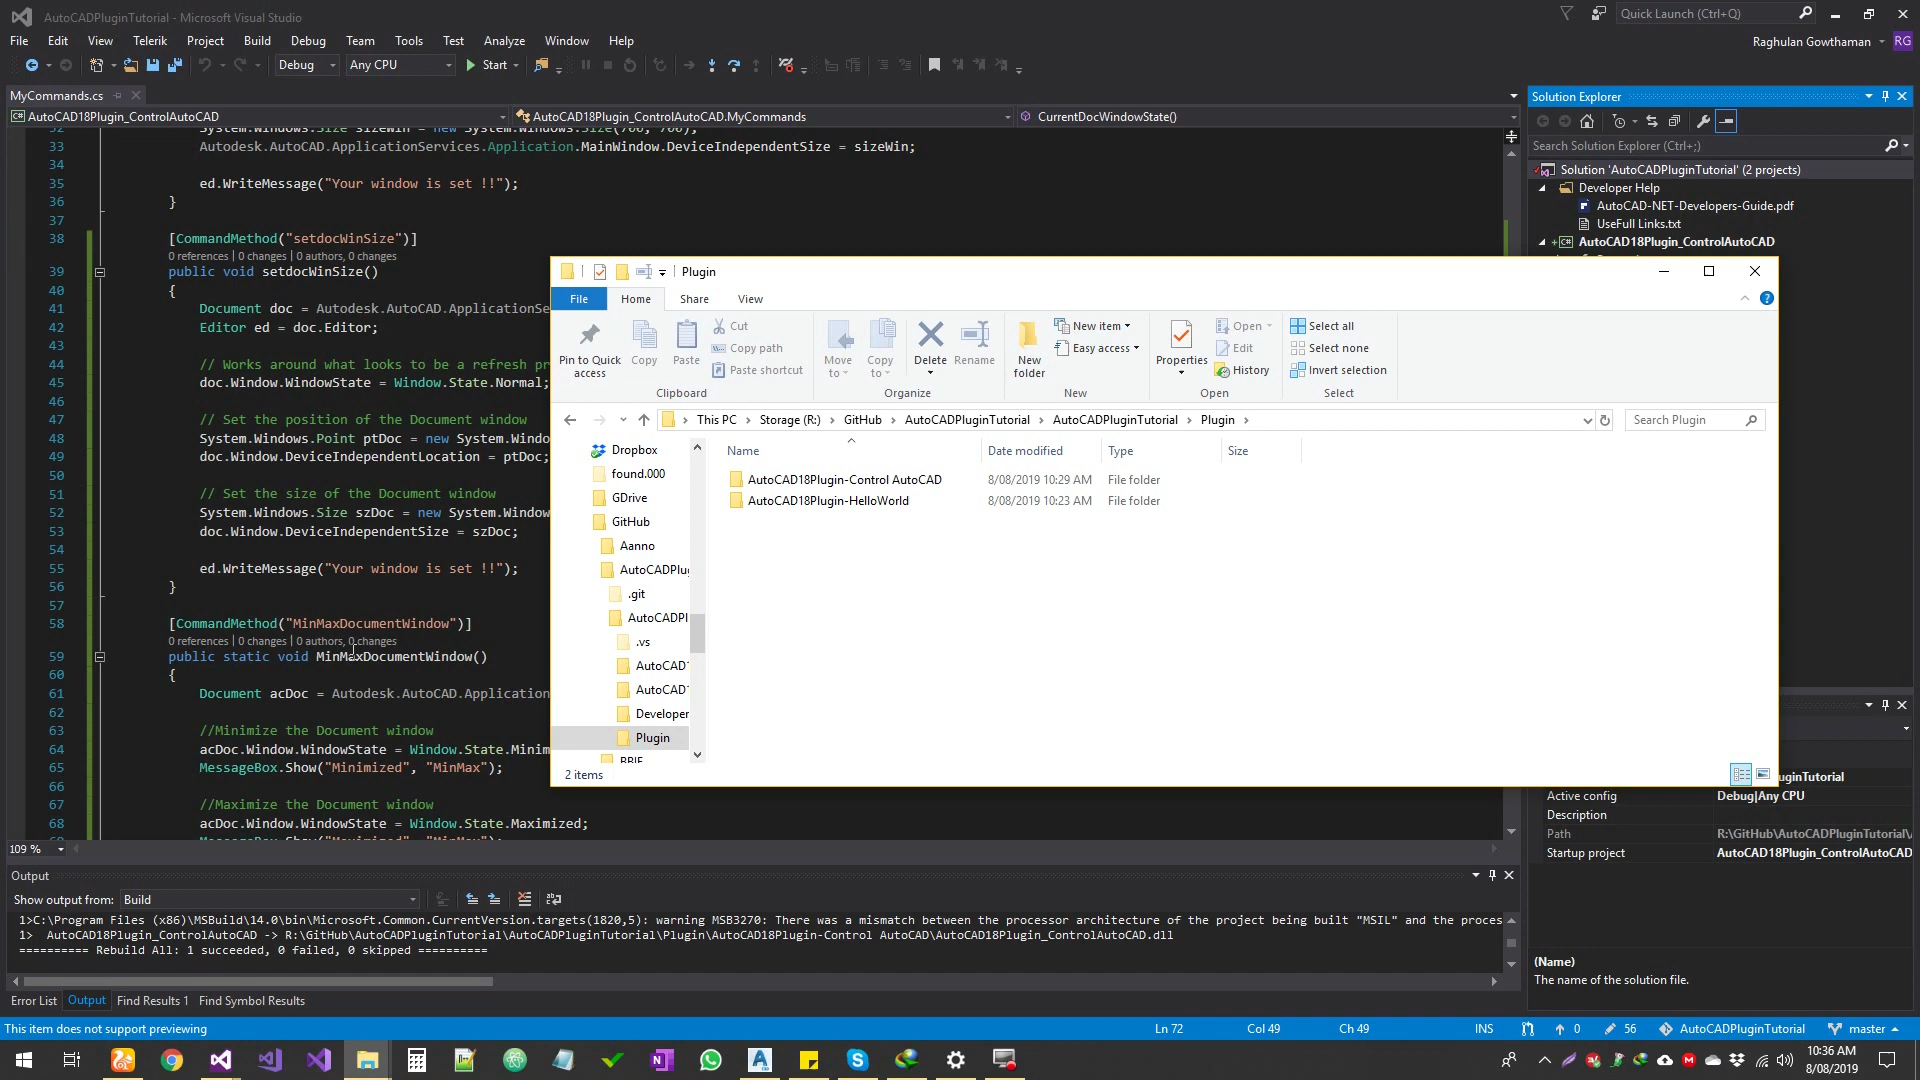 AutoCADPluginTutorial - Microsoft Visual Studio
Quick Launch (Ctrl+Q)
File Edit View Telerik Project Build Debug Team Tools Test Analyze Window Help
Raghulan Gowthaman RG
Debug Any CPU Start
MyCommands.cs
AutoCAD18Plugin_ControlAutoCAD
AutoCAD18Plugin_ControlAutoCAD.MyCommands
CurrentDocWindowState()
33 Autodesk.AutoCAD.ApplicationServices.Application.MainWindow.DeviceIndependentSize = sizeWin;
34
35 ed.WriteMessage("Your window is set !!");
36 }
37
38 [CommandMethod("setdocWinSize")]
0 references | 0 changes | 0 authors, 0 changes
39 public void setdocWinSize()
40 {
41 Document doc = Autodesk.AutoCAD.ApplicationSe
42 Editor ed = doc.Editor;
43
44 // Works around what looks to be a refresh pr
45 doc.Window.WindowState = Window.State.Normal;
46
47 // Set the position of the Document window
48 System.Windows.Point ptDoc = new System.Windo
49 doc.Window.DeviceIndependentLocation = ptDoc;
50
51 // Set the size of the Document window
52 System.Windows.Size szDoc = new System.Window
53 doc.Window.DeviceIndependentSize = szDoc;
54
55 ed.WriteMessage("Your window is set !!");
56 }
57
58 [CommandMethod("MinMaxDocumentWindow")]
0 references | 0 changes | 0 authors, 0 changes
59 public static void MinMaxDocumentWindow()
60 {
61 Document acDoc = Autodesk.AutoCAD.Application
62
63 //Minimize the Document window
64 acDoc.Window.WindowState = Window.State.Minim
65 MessageBox.Show("Minimized", "MinMax");
66
67 //Maximize the Document window
68 acDoc.Window.WindowState = Window.State.Maximized;
109 %
Plugin
File Home Share View
Pin to Quick access
Copy
Paste
Cut
Copy path
Paste shortcut
Clipboard
Move to
Copy to
Delete
Rename
Organize
New folder
New item
Easy access
New
Properties
Open
Edit
History
Open
Select all
Select none
Invert selection
Select
This PC Storage (R:) GitHub AutoCADPluginTutorial AutoCADPluginTutorial Plugin
Search Plugin
Dropbox
found.000
GDrive
GitHub
Aanno
AutoCADPlu
.git
AutoCADPl
.vs
AutoCAD
AutoCAD
Developer
Plugin
Name Date modified Type Size
AutoCAD18Plugin-Control AutoCAD 8/08/2019 10:29 AM File folder
AutoCAD18Plugin-HelloWorld 8/08/2019 10:23 AM File folder
2 items
Solution Explorer
Search Solution Explorer (Ctrl+;)
Solution 'AutoCADPluginTutorial' (2 projects)
Developer Help
AutoCAD-NET-Developers-Guide.pdf
UseFull Links.txt
AutoCAD18Plugin_ControlAutoCAD
uginTutorial
Active config Debug|Any CPU
Description
Path R:\GitHub\AutoCADPluginTutorial\
Startup project AutoCAD18Plugin_ControlAutoCAD
(Name)
The name of the solution file.
Output
Show output from: Build
1>C:\Program Files (x86)\MSBuild\14.0\bin\Microsoft.Common.CurrentVersion.targets(1820,5): warning MSB3270: There was a mismatch between the processor architecture of the project being built "MSIL" and the proces
1> AutoCAD18Plugin_ControlAutoCAD -> R:\GitHub\AutoCADPluginTutorial\AutoCADPluginTutorial\Plugin\AutoCAD18Plugin-Control AutoCAD\AutoCAD18Plugin_ControlAutoCAD.dll
========== Rebuild All: 1 succeeded, 0 failed, 0 skipped ==========
Error List Output Find Results 1 Find Symbol Results
This item does not support previewing
Ln 72 Col 49 Ch 49 INS 0 56 AutoCADPluginTutorial master
10:36 AM
8/08/2019